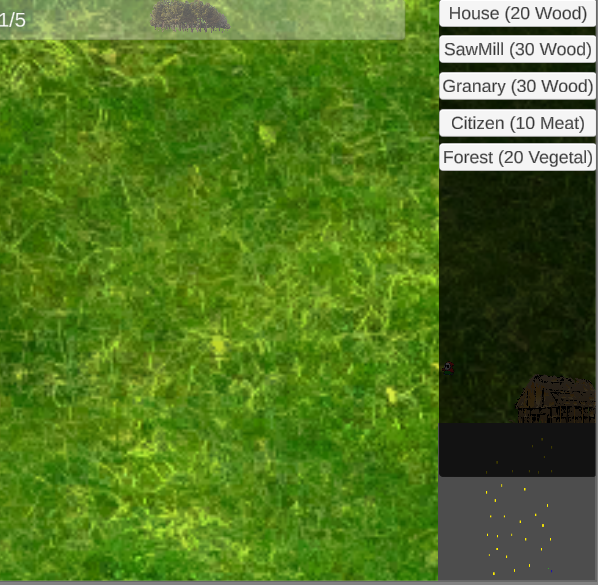 1/5
House (20 Wood)
SawMill (30 Wood)
Granary (30 Wood)
Citizen (10 Meat)
Forest (20 Vegetal)